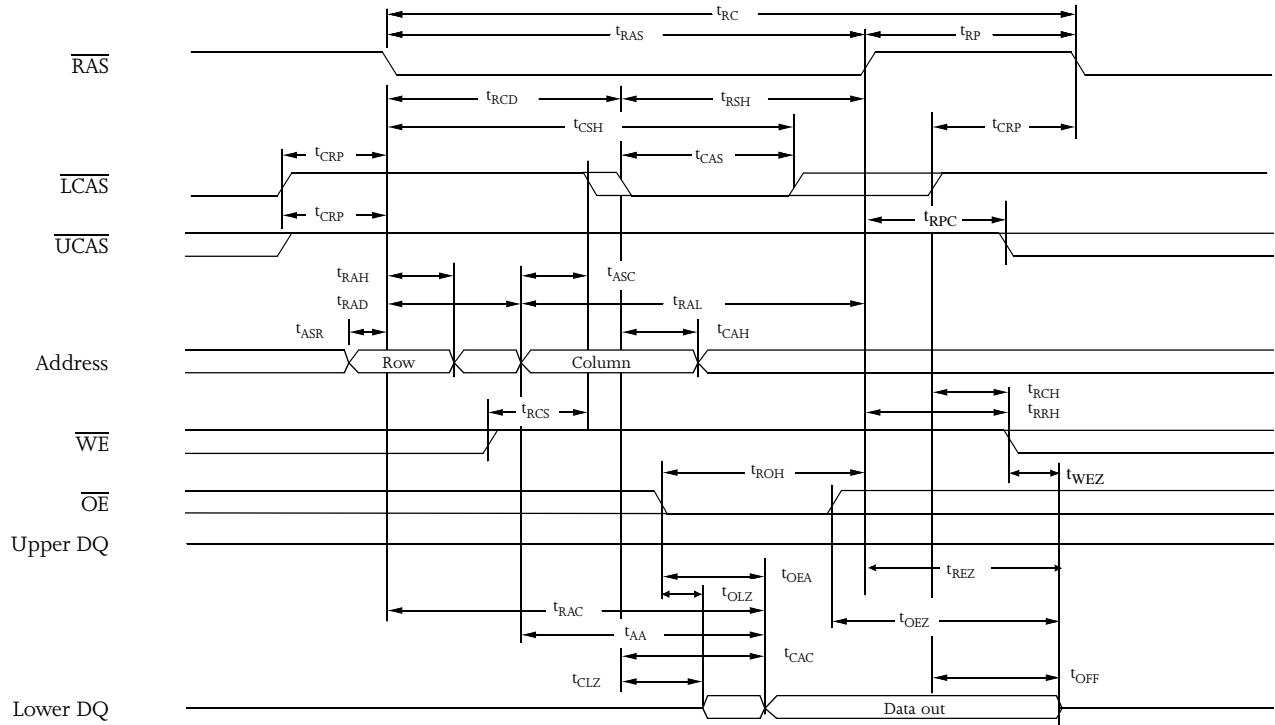 tRC
tRAS tRP
RAS
tRCD tRSH
tCSH tCRP
tCRP tCAS
LCAS
tCRP tRPC
UCAS
tRAH tASC
tRAD tRAL
tASR tCAH
Address Row Column
tRCH
tRCS tRRH
WE
tROH tWEZ
OE
Upper DQ
tOEA tREZ
tOLZ
tRAC tOEZ
tAA
tCAC
tCLZ tOFF
Lower DQ Data out